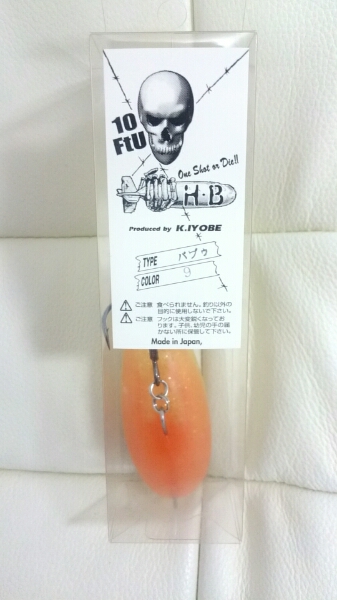 10
FtU
One Shot or Die!!
H·B
Produced by K.IYOBE
TYPE バブゥ
COLOR 9
ご注意 食べられません。釣り以外の
目的に使用しないで下さい。
ご注意 フックは大変鋭くなってお
ります。子供、幼児の手の届
かない所に保管して下さい。
Made in Japan,